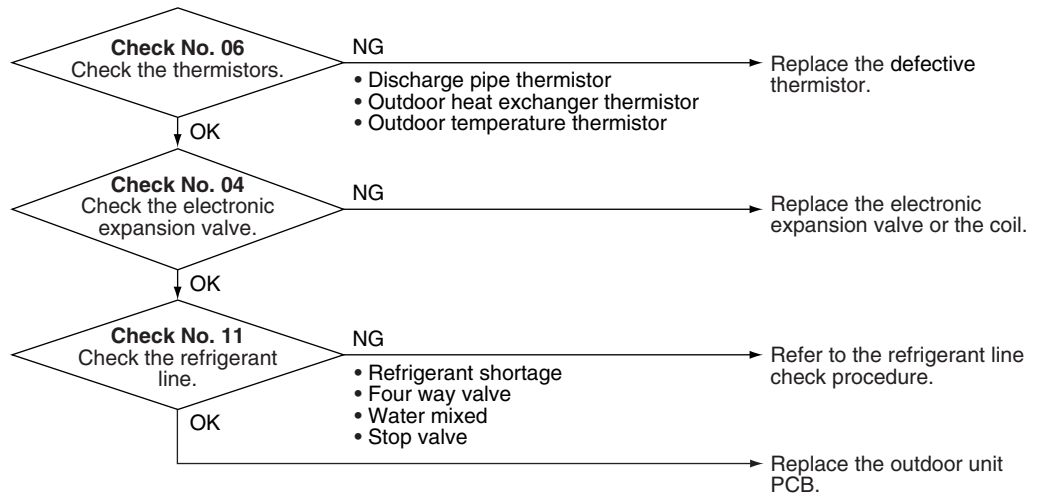 Check No. 06
Check the thermistors.
NG
• Discharge pipe thermistor
• Outdoor heat exchanger thermistor
• Outdoor temperature thermistor
Replace the defective
thermistor.
OK
Check No. 04
Check the electronic
expansion valve.
NG
Replace the electronic
expansion valve or the coil.
OK
Check No. 11
Check the refrigerant
line.
NG
• Refrigerant shortage
• Four way valve
• Water mixed
• Stop valve
Refer to the refrigerant line
check procedure.
OK
Replace the outdoor unit
PCB.